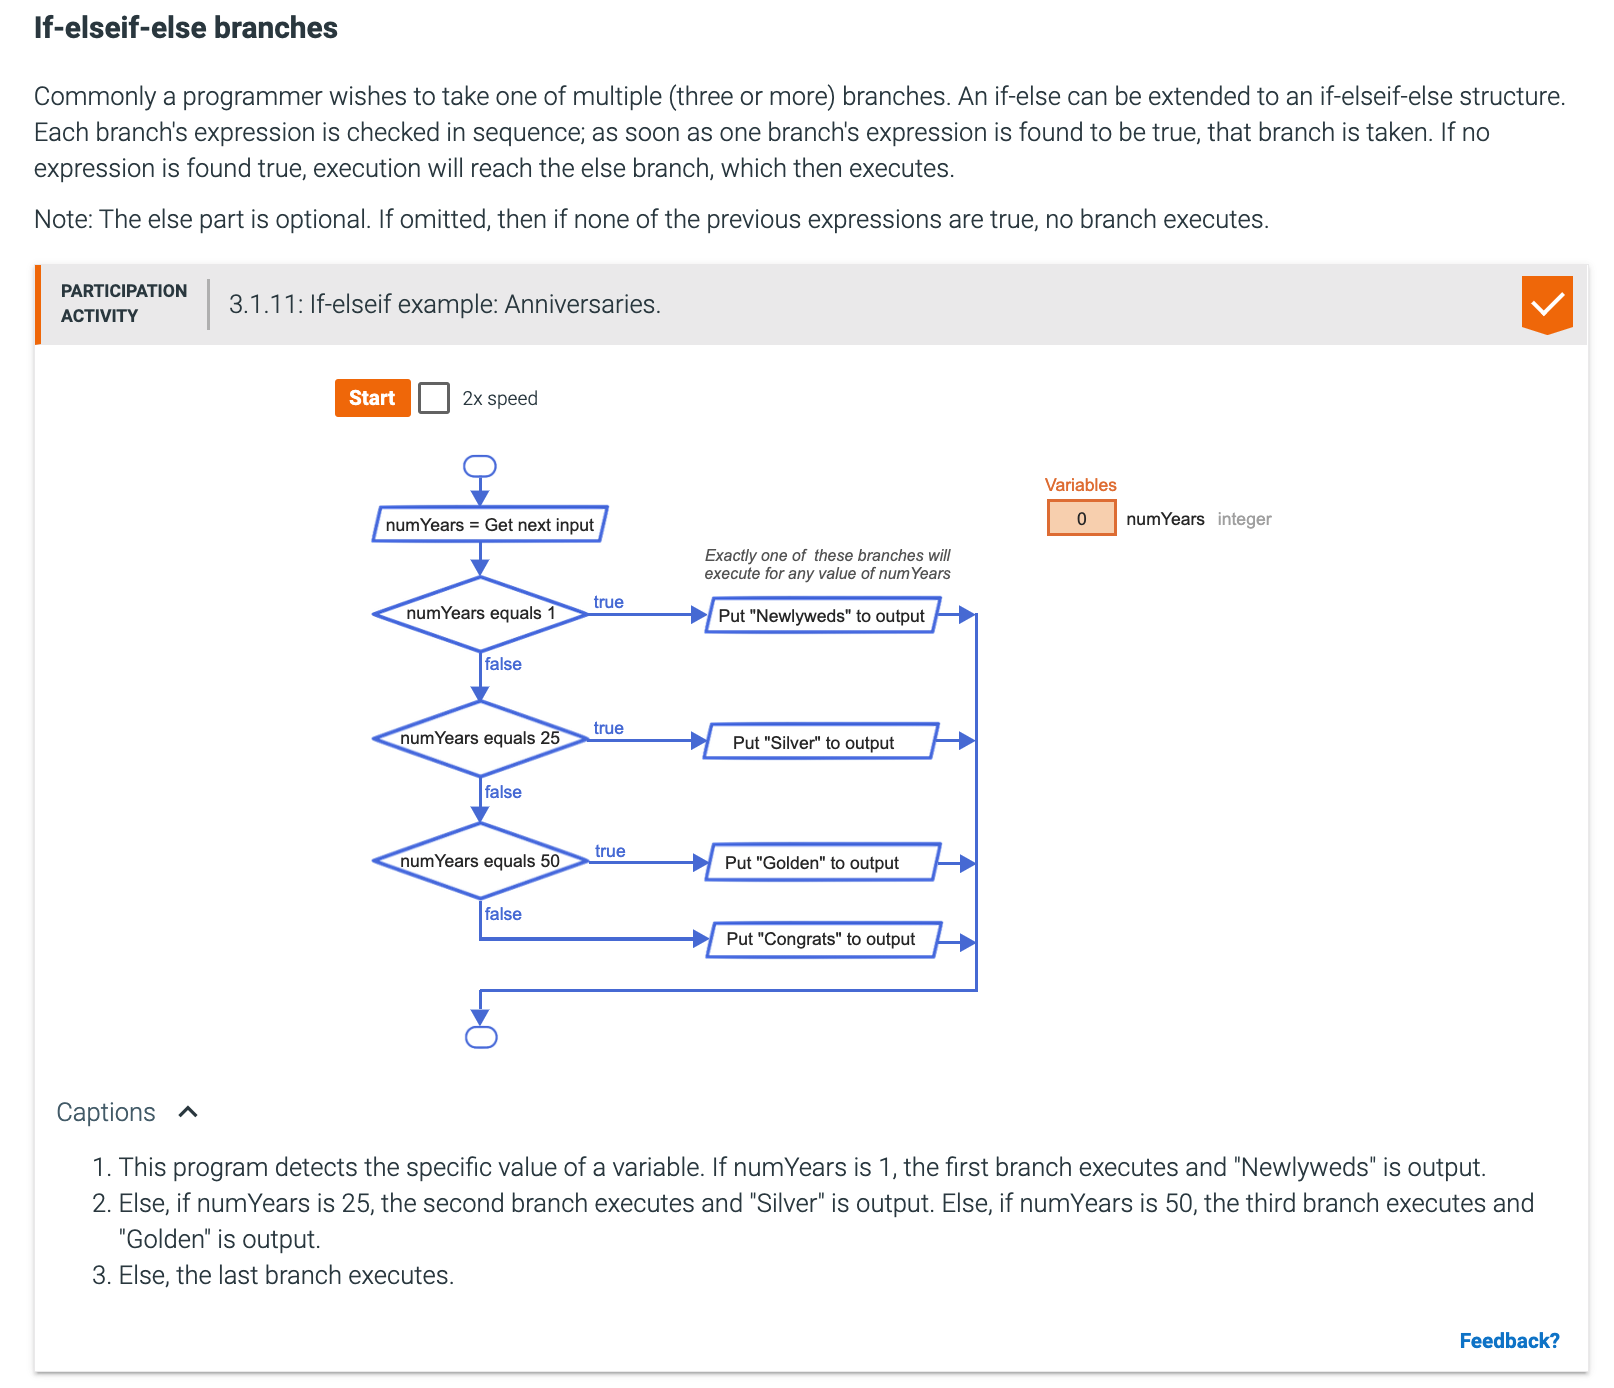 If-elseif-else branches
Commonly a programmer wishes to take one of multiple (three or more) branches. An if-else can be extended to an if-elseif-else structure.
Each branch's expression is checked in sequence; as soon as one branch's expression is found to be true, that branch is taken. If no
expression is found true, execution will reach the else branch, which then executes.
Note: The else part is optional. If omitted, then if none of the previous expressions are true, no branch executes.
PARTICIPATION
ACTIVITY
3.1.11: If-elseif example: Anniversaries.
Start
2x speed
Variables
0 numYears integer
numYears = Get next input
Exactly one of these branches will
execute for any value of numYears
numYears equals 1
true
Put "Newlyweds" to output
false
numYears equals 25
true
Put "Silver" to output
false
numYears equals 50
true
Put "Golden" to output
false
Put "Congrats" to output
Captions
1. This program detects the specific value of a variable. If numYears is 1, the first branch executes and "Newlyweds" is output.
2. Else, if numYears is 25, the second branch executes and "Silver" is output. Else, if numYears is 50, the third branch executes and
"Golden" is output.
3. Else, the last branch executes.
Feedback?